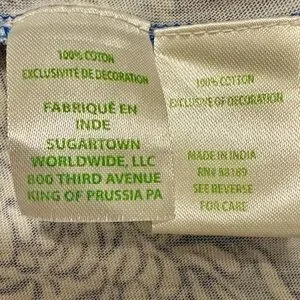 100% COTON
EXCLUSIVITÉ DE DECORATION
FABRIQUÉ EN
INDE
SUGARTOWN
WORLDWIDE, LLC
800 THIRD AVENUE
KING OF PRUSSIA PA
100% COTTON
EXCLUSIVE OF DECORATION
MADE IN INDIA
RN# 88189
SEE REVERSE
FOR CARE